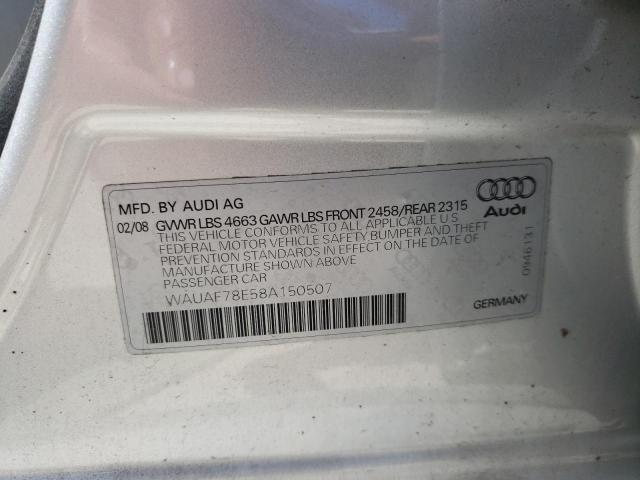 MFD. BY AUDI AG
02/08 GVWR LBS 4663 GAWR LBS FRONT 2458/REAR 2315
THIS VEHICLE CONFORMS TO ALL APPLICABLE U S
FEDERAL MOTOR VEHICLE SAFETY BUMPER AND THEFT
PREVENTION STANDARDS IN EFFECT ON THE DATE OF
MANUFACTURE SHOWN ABOVE
PASSENGER CAR
WAUAF78E58A150507
Audi
0946131
GERMANY